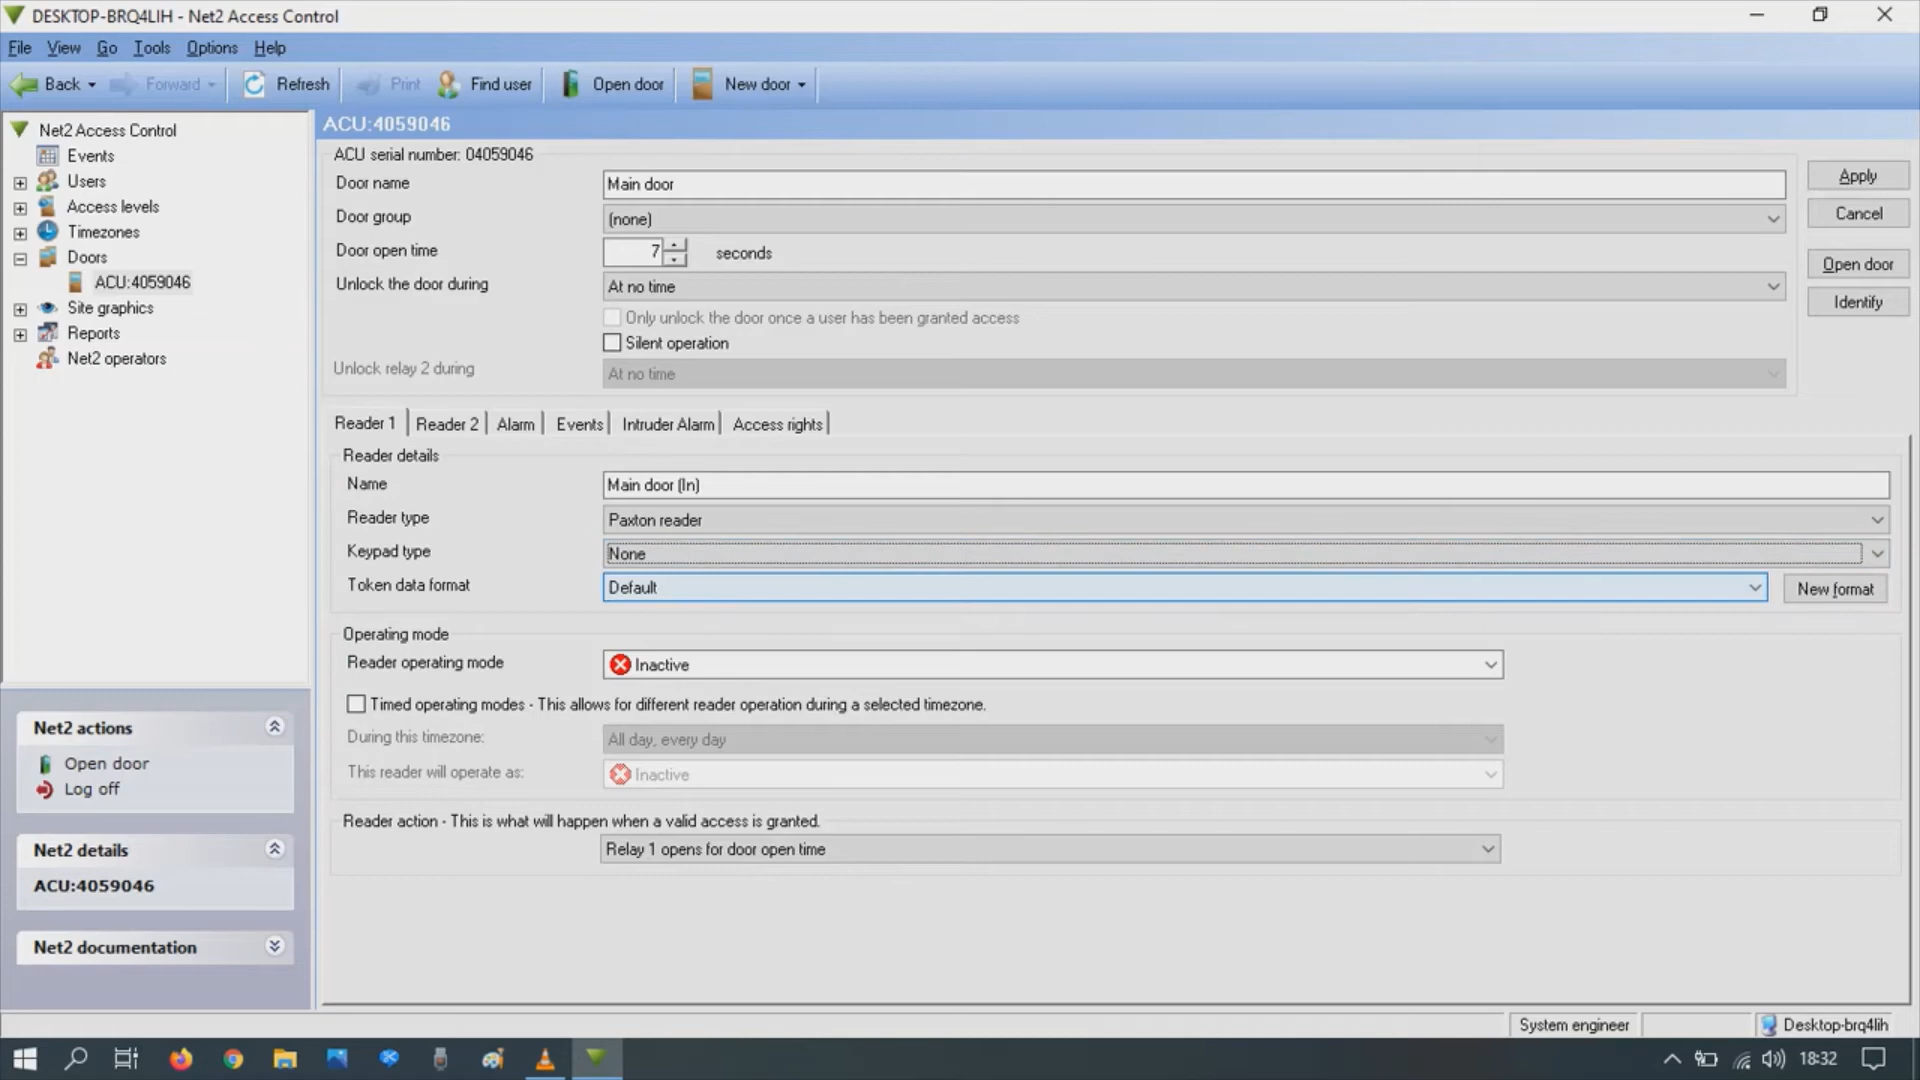 DESKTOP-BRQ4LIH - Net2 Access Control
File View Go Tools Options Help
Back Forward Refresh Print Find user Open door New door
Net2 Access Control
Events
Users
Access levels
Timezones
Doors
ACU:4059046
Site graphics
Reports
Net2 operators
Net2 actions
Open door
Log off
Net2 details
ACU:4059046
Net2 documentation
ACU:4059046
ACU serial number: 04059046
Door name Main door
Door group (none)
Door open time 7 seconds
Unlock the door during At no time
Only unlock the door once a user has been granted access
Silent operation
Unlock relay 2 during At no time
Apply
Cancel
Open door
Identify
Reader 1 Reader 2 Alarm Events Intruder Alarm Access rights
Reader details
Name Main door (In)
Reader type Paxton reader
Keypad type None
Token data format Default New format
Operating mode
Reader operating mode Inactive
Timed operating modes - This allows for different reader operation during a selected timezone.
During this timezone: All day, every day
This reader will operate as: Inactive
Reader action - This is what will happen when a valid access is granted.
Relay 1 opens for door open time
System engineer Desktop-brq4lih
18:32